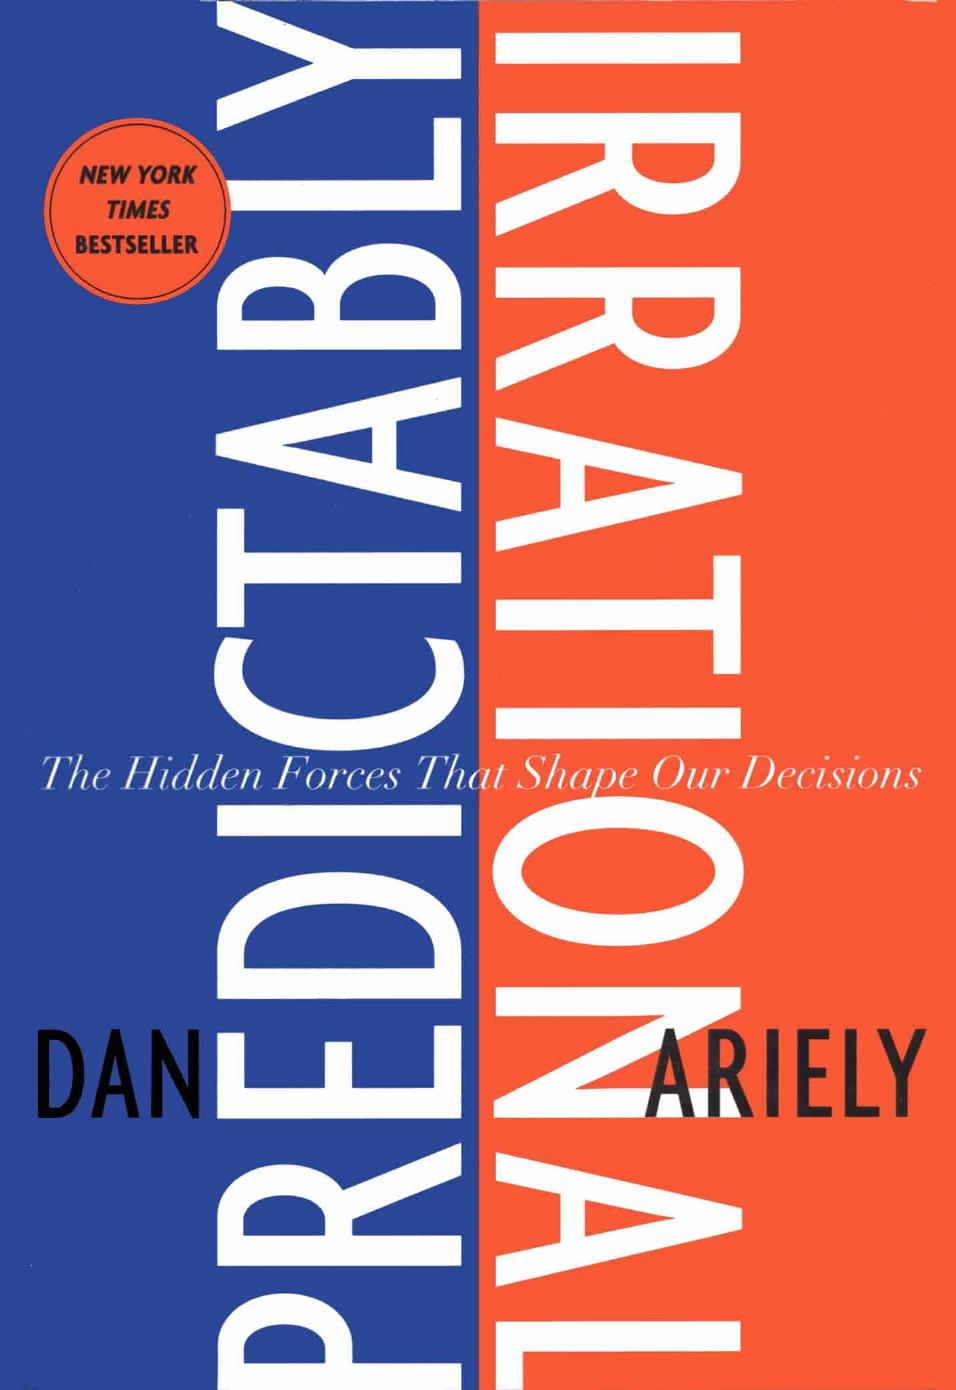 NEW YORK
TIMES
BESTSELLER
PREDICTABLY
IRRATIONAL
The Hidden Forces That Shape Our Decisions
DAN ARIELY